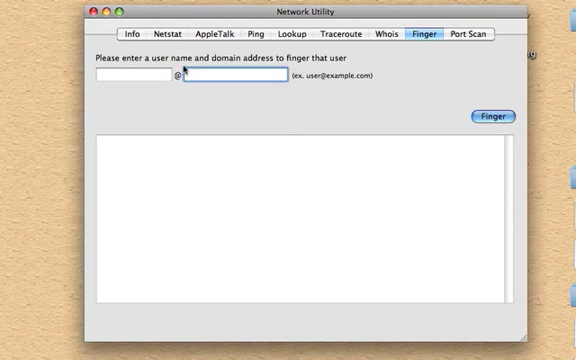 Network Utility
Info Netstat AppleTalk Ping Lookup Traceroute Whois Finger Port Scan
Please enter a user name and domain address to finger that user
@ (ex. user@example.com)
Finger